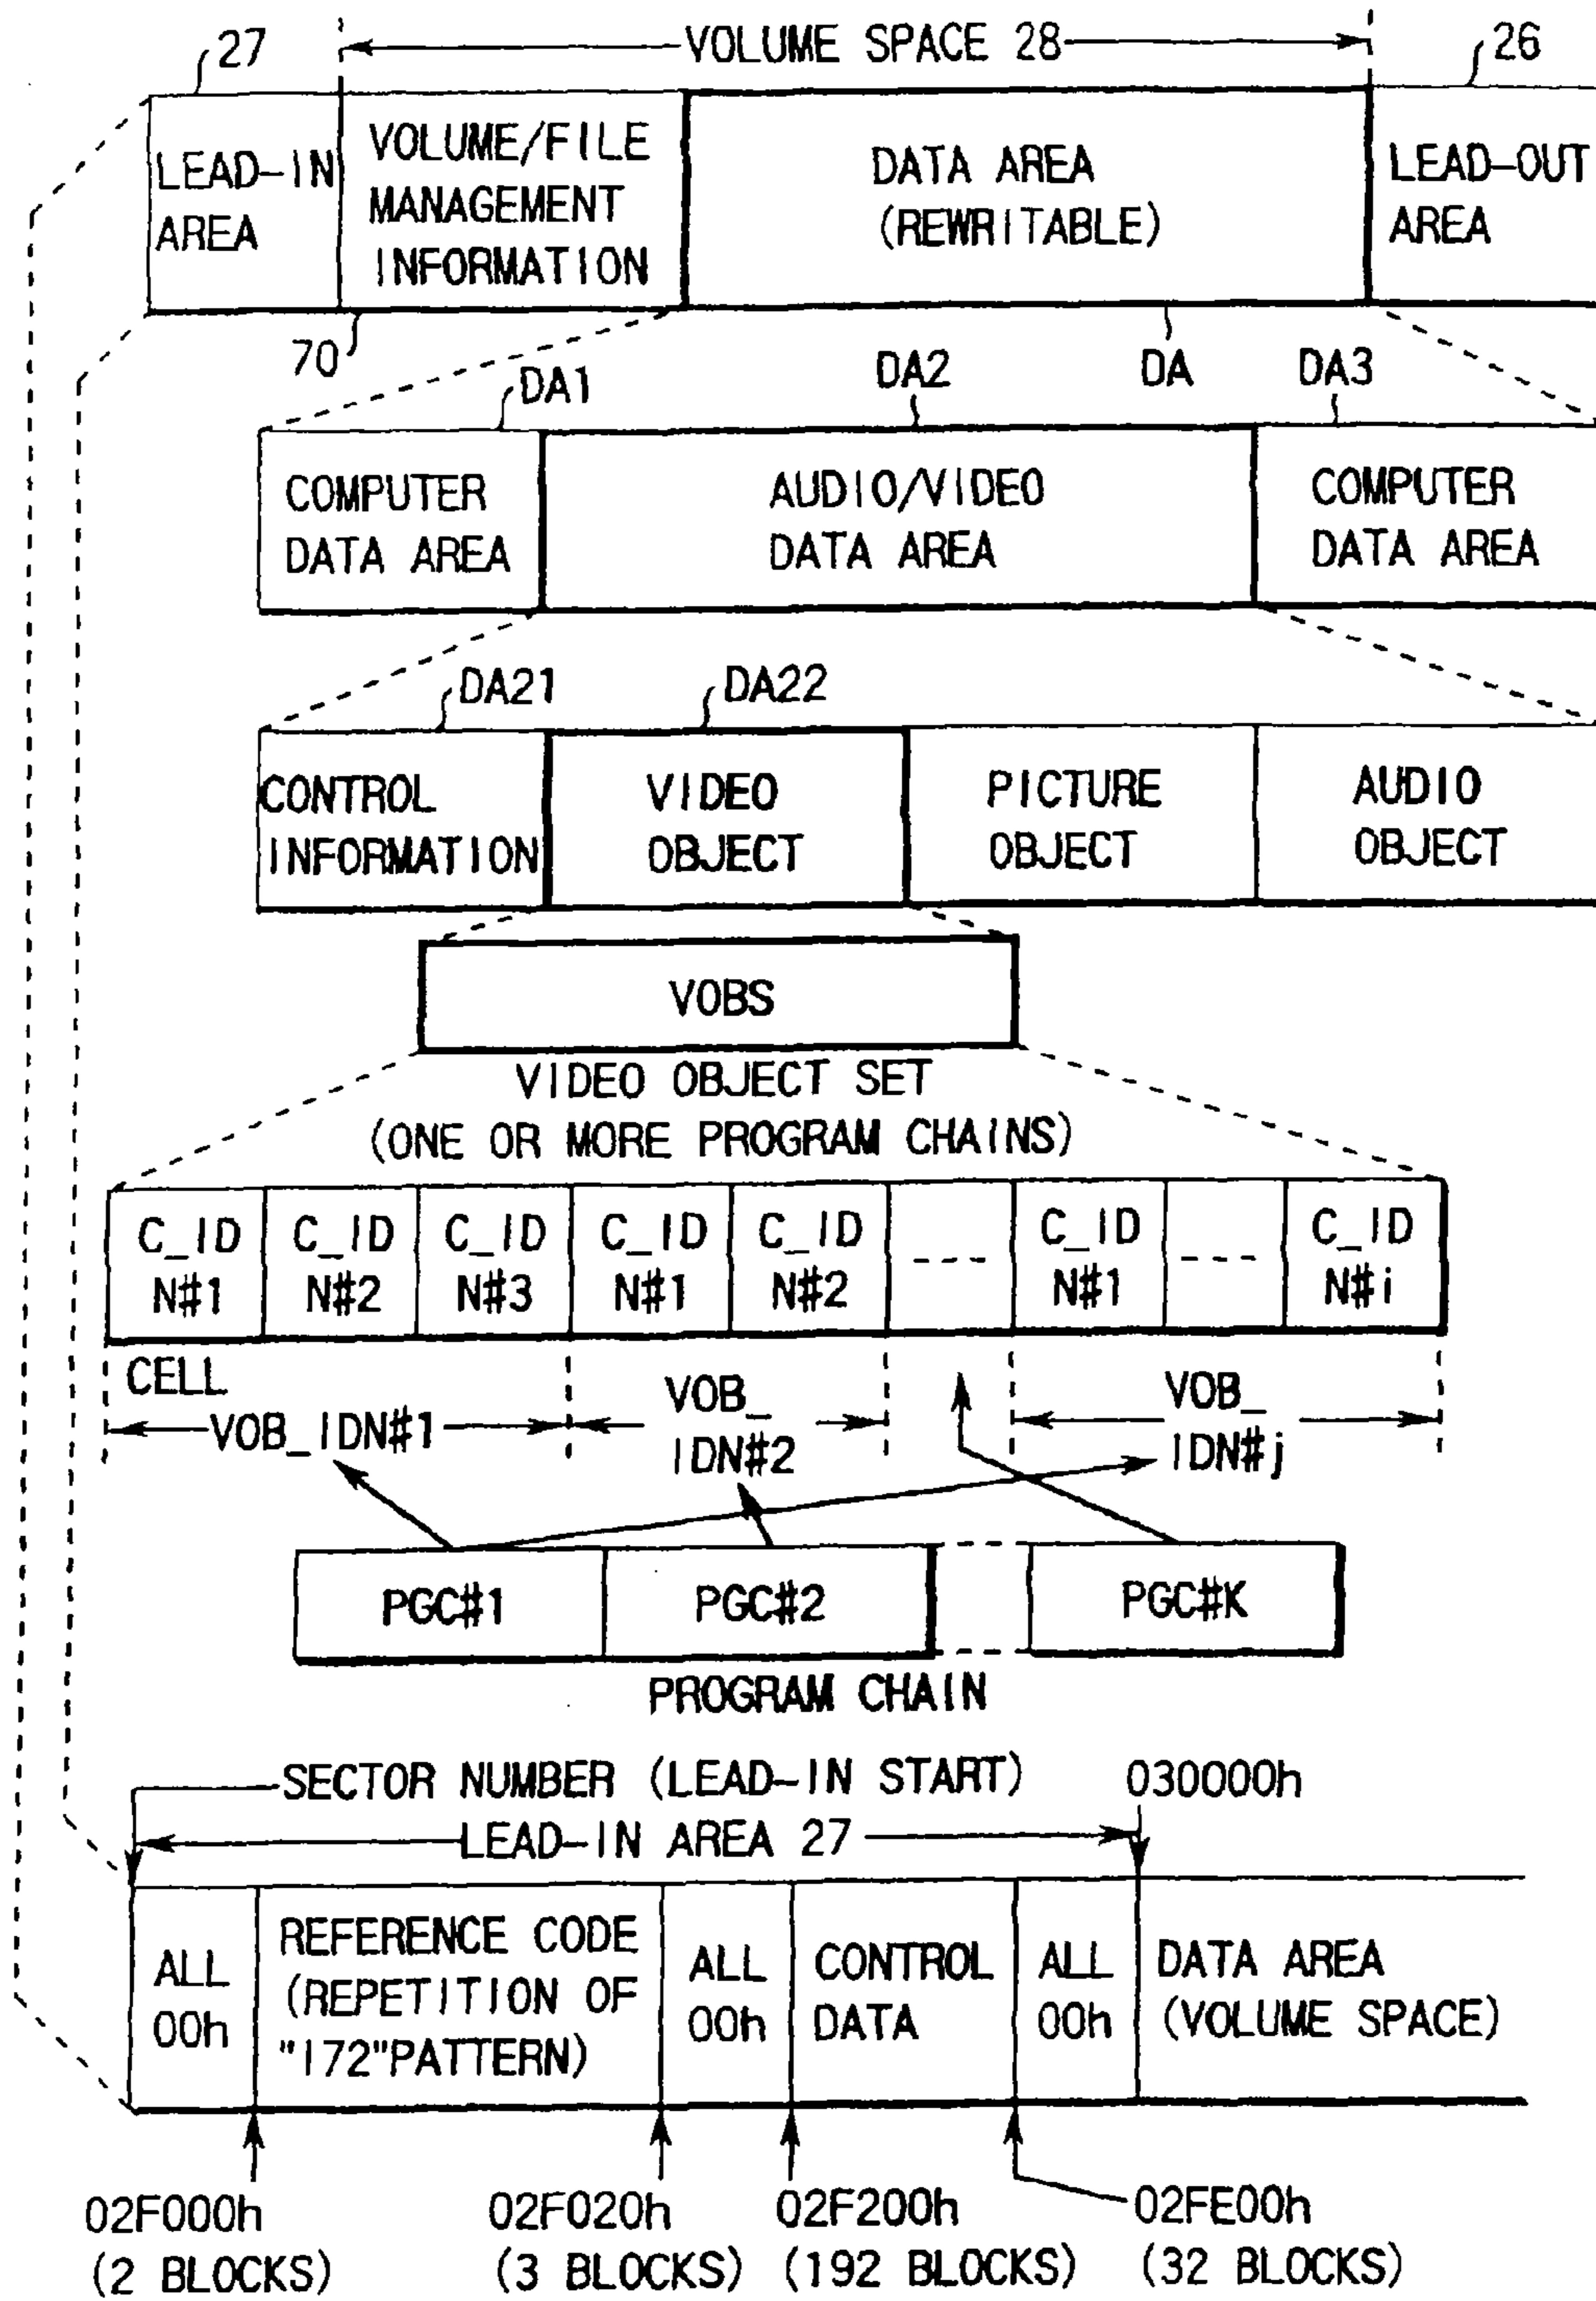 27
VOLUME SPACE 28
26
LEAD-IN
AREA
VOLUME/FILE
MANAGEMENT
INFORMATION
DATA AREA
(REWRITABLE)
LEAD-OUT
AREA
70
DA1
DA2
DA
DA3
COMPUTER
DATA AREA
AUDIO/VIDEO
DATA AREA
COMPUTER
DATA AREA
DA21
DA22
CONTROL
INFORMATION
VIDEO
OBJECT
PICTURE
OBJECT
AUDIO
OBJECT
VOBS
VIDEO OBJECT SET
(ONE OR MORE PROGRAM CHAINS)
C_ID
N#1
C_ID
N#2
C_ID
N#3
C_ID
N#1
C_ID
N#2
----
C_ID
N#1
----
C_ID
N#i
CELL
VOB_IDN#1
VOB_
IDN#2
VOB_
IDN#j
PGC#1
PGC#2
PGC#K
PROGRAM CHAIN
SECTOR NUMBER (LEAD-IN START)
030000h
LEAD-IN AREA 27
ALL
00h
REFERENCE CODE
(REPETITION OF
"172"PATTERN)
ALL
00h
CONTROL
DATA
ALL
00h
DATA AREA
(VOLUME SPACE)
02F000h
(2 BLOCKS)
02F020h
(3 BLOCKS)
02F200h
(192 BLOCKS)
02FE00h
(32 BLOCKS)